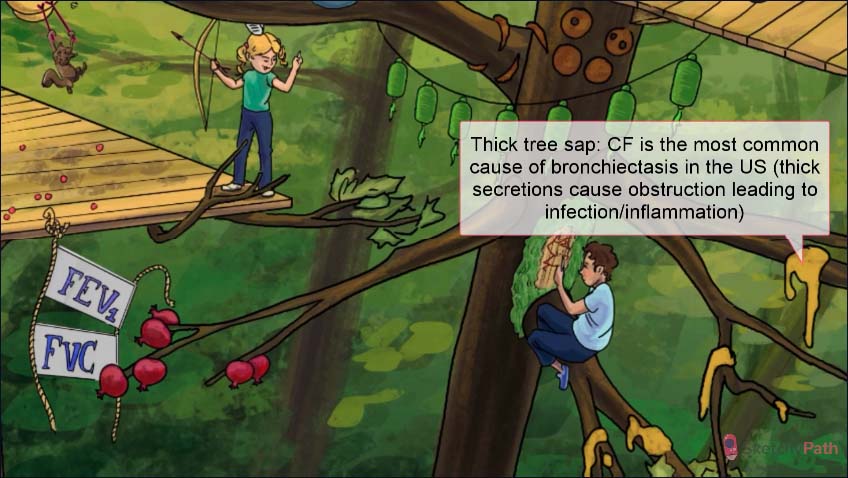 Thick tree sap: CF is the most common
cause of bronchiectasis in the US (thick
secretions cause obstruction leading to
infection/inflammation)
FEV₁
FVC
SketchyPath